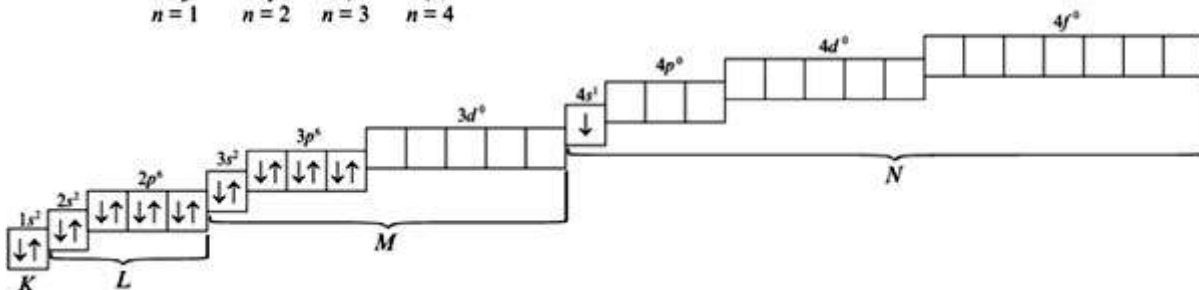 n = 1 n = 2 n = 3 n = 4
4f⁰
4d⁰
4p⁰
4s¹
3d⁰
3p⁶
3s²
2p⁶
2s²
1s²
↓↑ ↓↑ ↓↑ ↓↑ ↓↑ ↓↑ ↓↑ ↓↑ ↓↑ ↓
K L M N